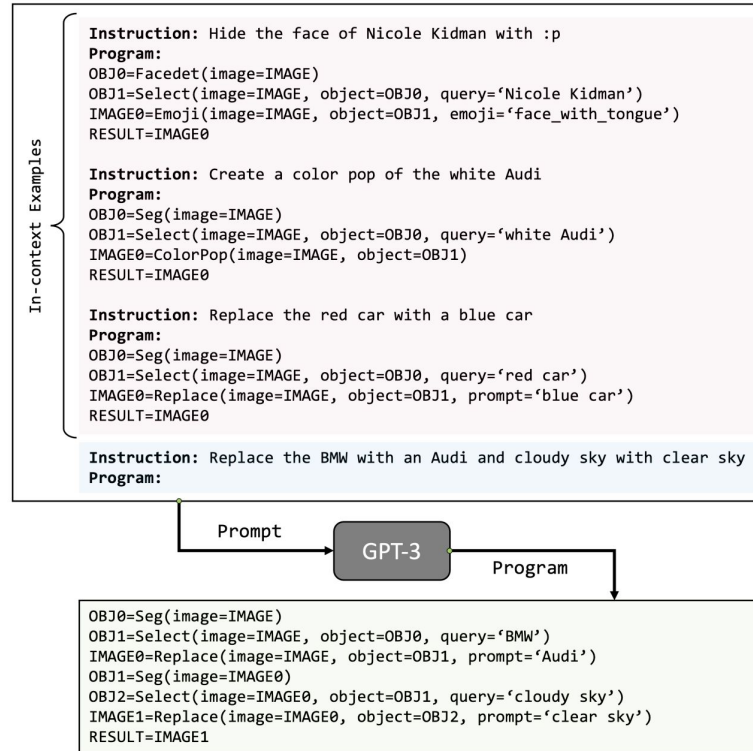 In-context Examples
Instruction: Hide the face of Nicole Kidman with :p
Program:
OBJ0=Facedet(image=IMAGE)
OBJ1=Select(image=IMAGE, object=OBJ0, query=‘Nicole Kidman’)
IMAGE0=Emoji(image=IMAGE, object=OBJ1, emoji=‘face_with_tongue’)
RESULT=IMAGE0
Instruction: Create a color pop of the white Audi
Program:
OBJ0=Seg(image=IMAGE)
OBJ1=Select(image=IMAGE, object=OBJ0, query=‘white Audi’)
IMAGE0=ColorPop(image=IMAGE, object=OBJ1)
RESULT=IMAGE0
Instruction: Replace the red car with a blue car
Program:
OBJ0=Seg(image=IMAGE)
OBJ1=Select(image=IMAGE, object=OBJ0, query=‘red car’)
IMAGE0=Replace(image=IMAGE, object=OBJ1, prompt=‘blue car’)
RESULT=IMAGE0
Instruction: Replace the BMW with an Audi and cloudy sky with clear sky
Program:
Prompt
GPT-3
Program
OBJ0=Seg(image=IMAGE)
OBJ1=Select(image=IMAGE, object=OBJ0, query=‘BMW’)
IMAGE0=Replace(image=IMAGE, object=OBJ1, prompt=‘Audi’)
OBJ1=Seg(image=IMAGE0)
OBJ2=Select(image=IMAGE0, object=OBJ1, query=‘cloudy sky’)
IMAGE1=Replace(image=IMAGE0, object=OBJ2, prompt=‘clear sky’)
RESULT=IMAGE1